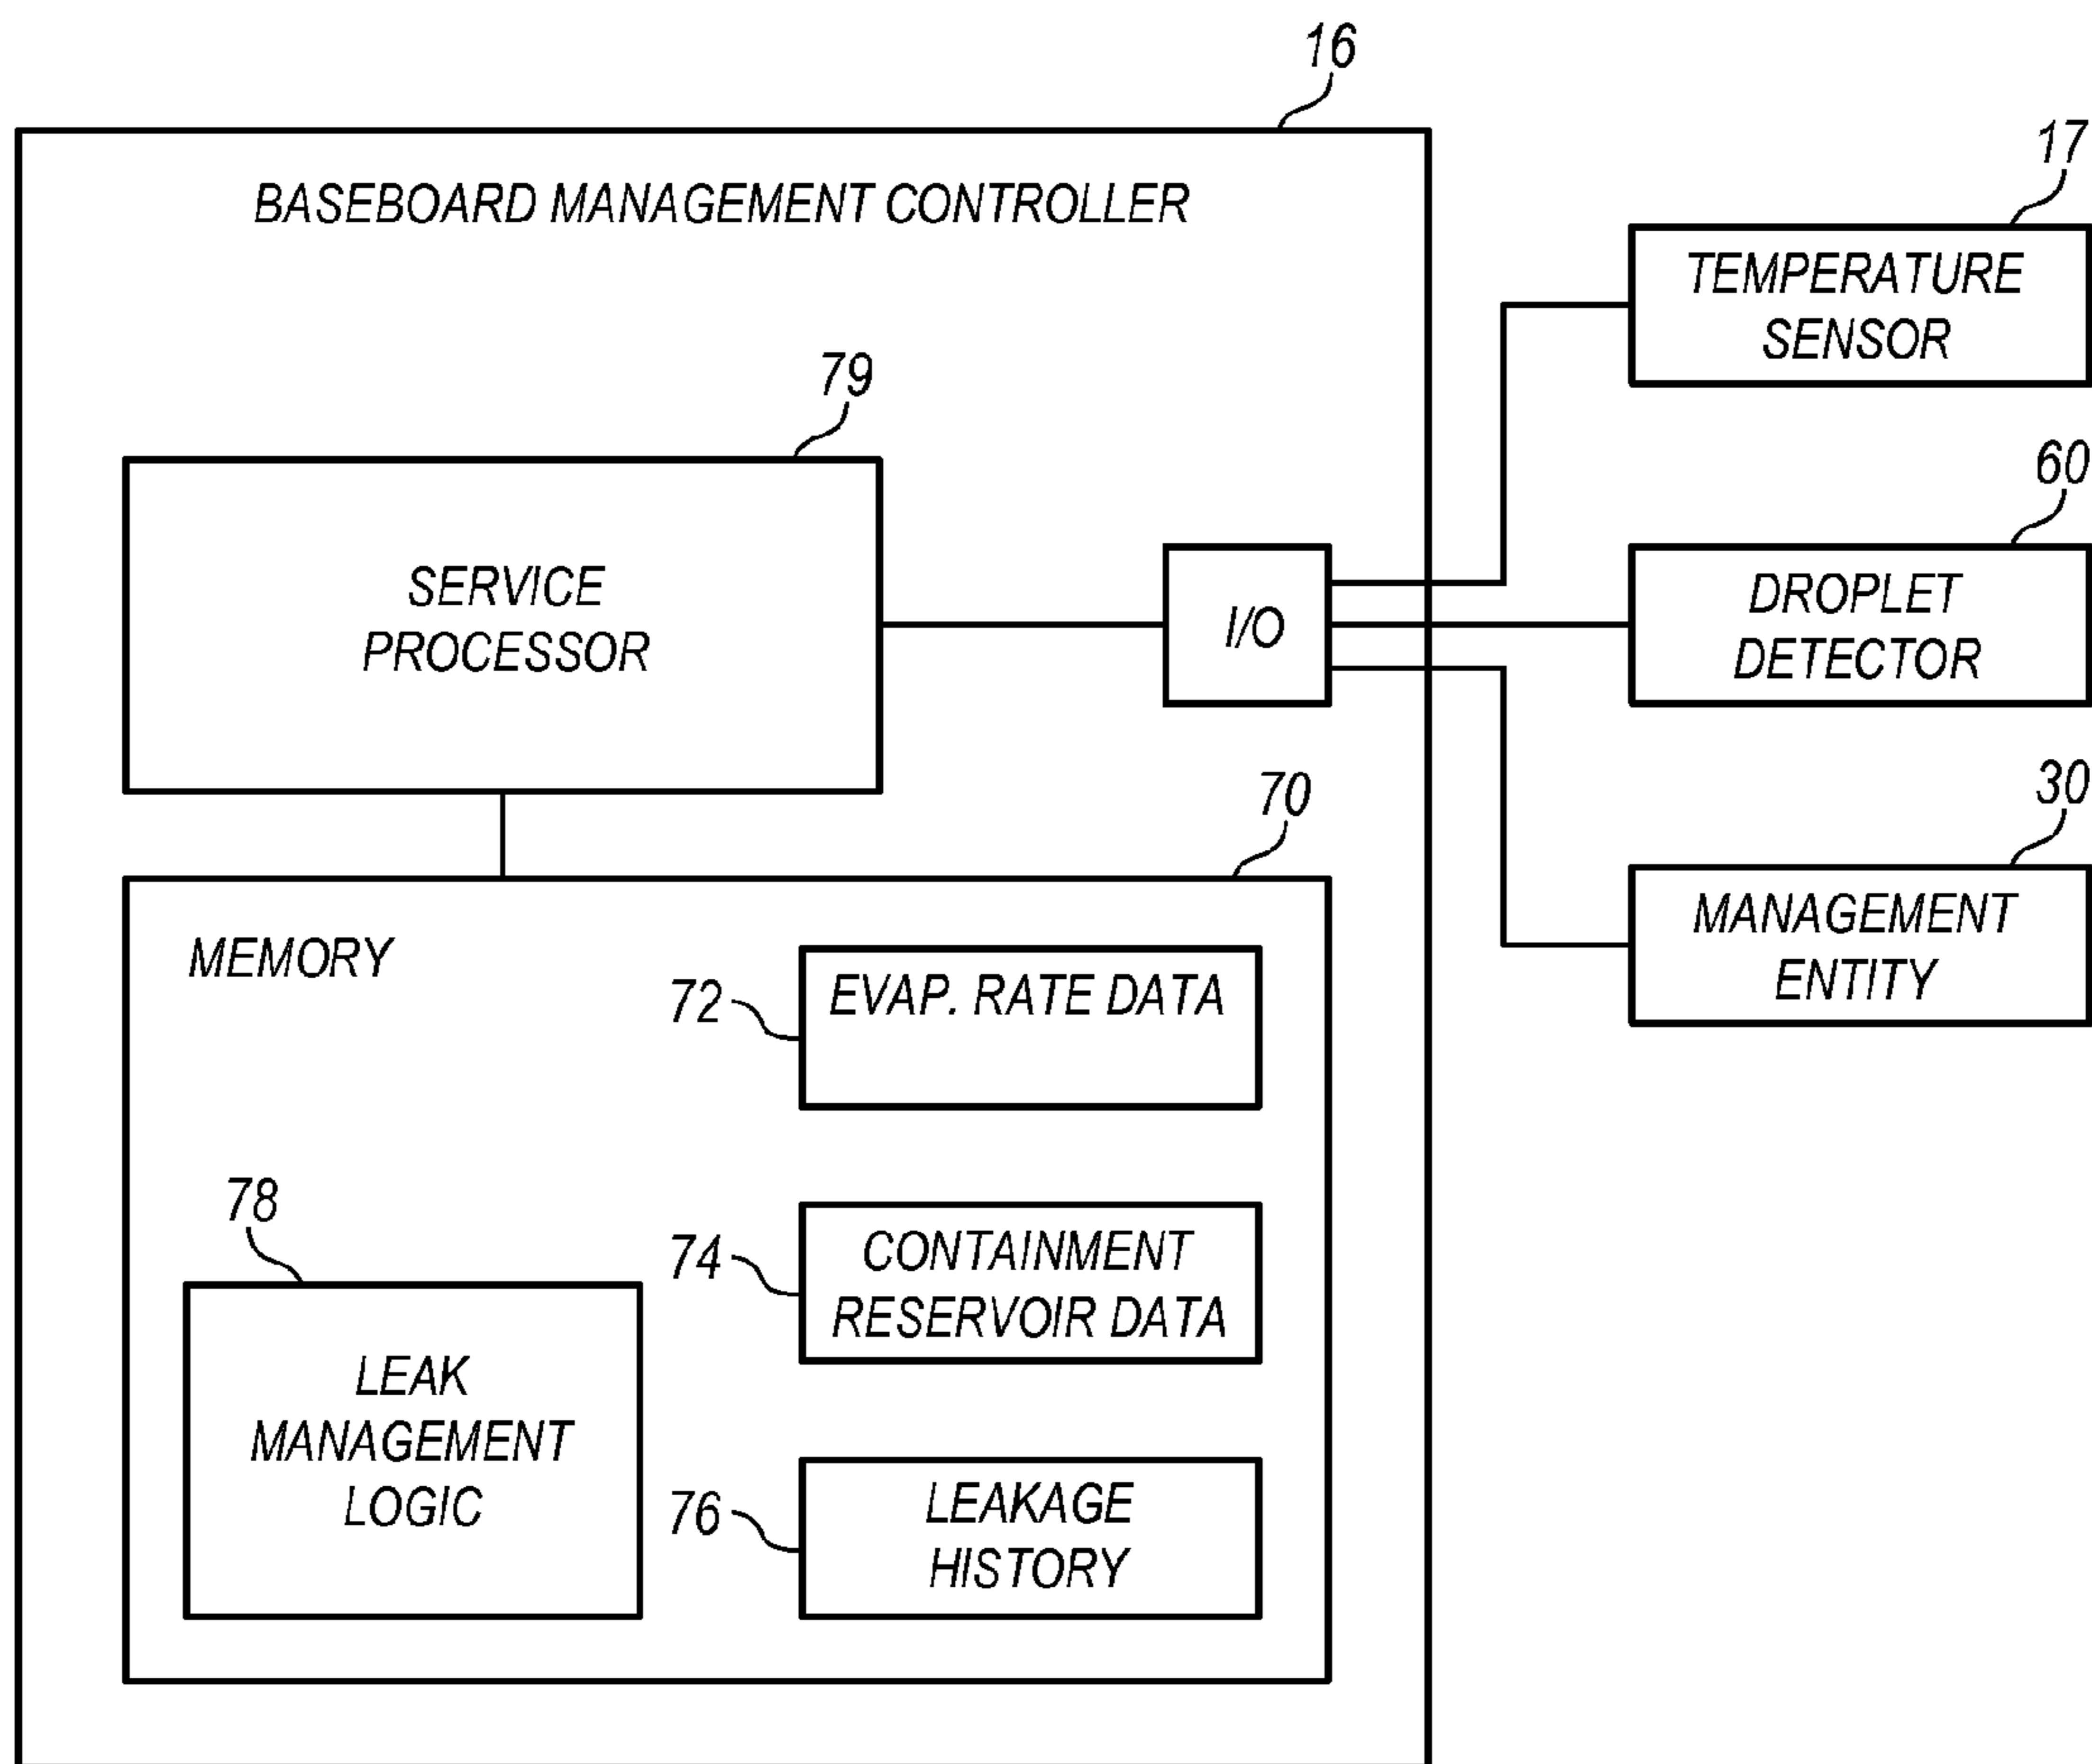 16
BASEBOARD MANAGEMENT CONTROLLER
17
TEMPERATURE
SENSOR
79
SERVICE
PROCESSOR
I/O
60
DROPLET
DETECTOR
30
MANAGEMENT
ENTITY
70
MEMORY
72
EVAP. RATE DATA
78
LEAK
MANAGEMENT
LOGIC
74
CONTAINMENT
RESERVOIR DATA
76
LEAKAGE
HISTORY